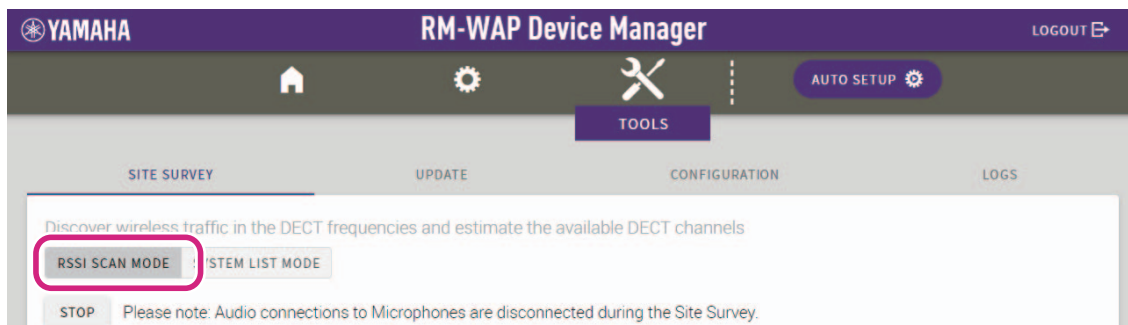 YAMAHA RM-WAP Device Manager LOGOUT
AUTO SETUP
TOOLS
SITE SURVEY UPDATE CONFIGURATION LOGS
Discover wireless traffic in the DECT frequencies and estimate the available DECT channels
RSSI SCAN MODE SYSTEM LIST MODE
STOP Please note: Audio connections to Microphones are disconnected during the Site Survey.